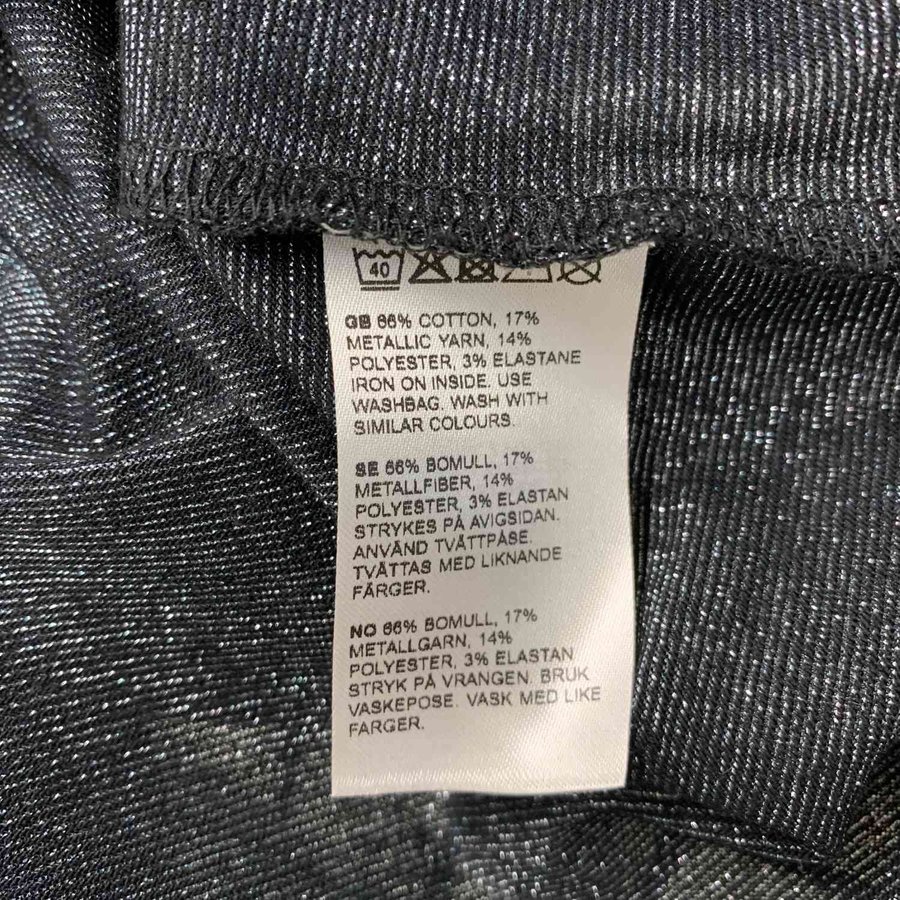 40
GB 66% COTTON, 17%
METALLIC YARN, 14%
POLYESTER, 3% ELASTANE
IRON ON INSIDE. USE
WASHBAG. WASH WITH
SIMILAR COLOURS.
SE 66% BOMULL, 17%
METALLFIBER, 14%
POLYESTER, 3% ELASTAN
STRYKES PÅ AVIGSIDAN.
ANVÄND TVÄTTPÅSE.
TVÄTTAS MED LIKNANDE
FÄRGER.
NO 66% BOMULL, 17%
METALLGARN, 14%
POLYESTER, 3% ELASTAN
STRYK PÅ VRANGEN. BRUK
VASKEPOSE. VASK MED LIKE
FARGER.